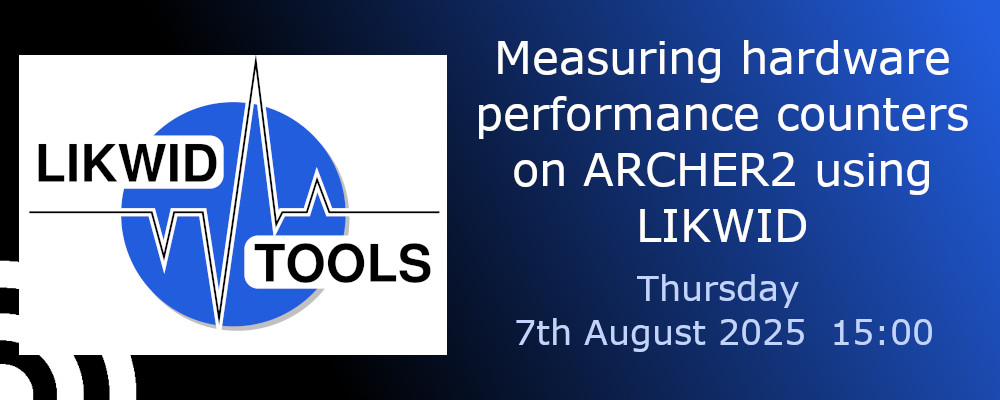 LIKWID
TOOLS
Measuring hardware
performance counters
on ARCHER2 using
LIKWID
Thursday
7th August 2025 15:00